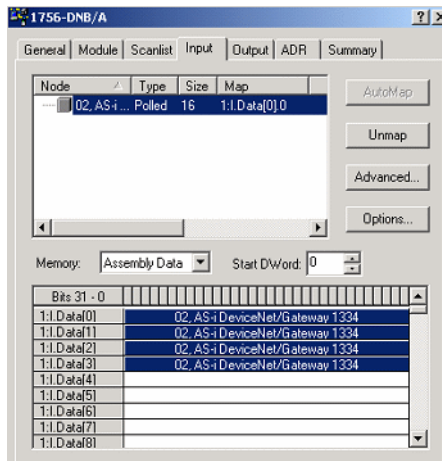 1756-DNB/A
General Module Scanlist Input Output ADR Summary
Node Type Size Map
02, AS-i ... Polled 16 1:I.Data[0].0
AutoMap
Unmap
Advanced...
Options...
Memory: Assembly Data Start DWord: 0
Bits 31 - 0
1:I.Data[0] 02, AS-i DeviceNet/Gateway 1334
1:I.Data[1] 02, AS-i DeviceNet/Gateway 1334
1:I.Data[2] 02, AS-i DeviceNet/Gateway 1334
1:I.Data[3] 02, AS-i DeviceNet/Gateway 1334
1:I.Data[4]
1:I.Data[5]
1:I.Data[6]
1:I.Data[7]
1:I.Data[8]